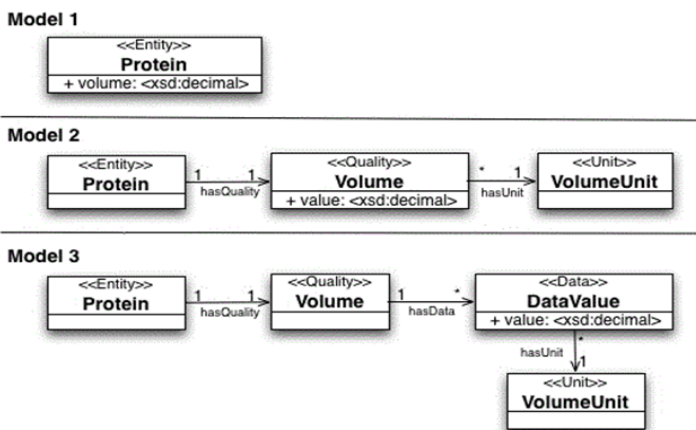 Model 1
<<Entity>>
Protein
+ volume: <xsd:decimal>
Model 2
<<Entity>>
Protein
1 1
hasQuality
<<Quality>>
Volume
+ value: <xsd:decimal>
* 1
hasUnit
<<Unit>>
VolumeUnit
Model 3
<<Entity>>
Protein
1 1
hasQuality
<<Quality>>
Volume
1 *
hasData
<<Data>>
DataValue
+ value: <xsd:decimal>
*
hasUnit
1
<<Unit>>
VolumeUnit